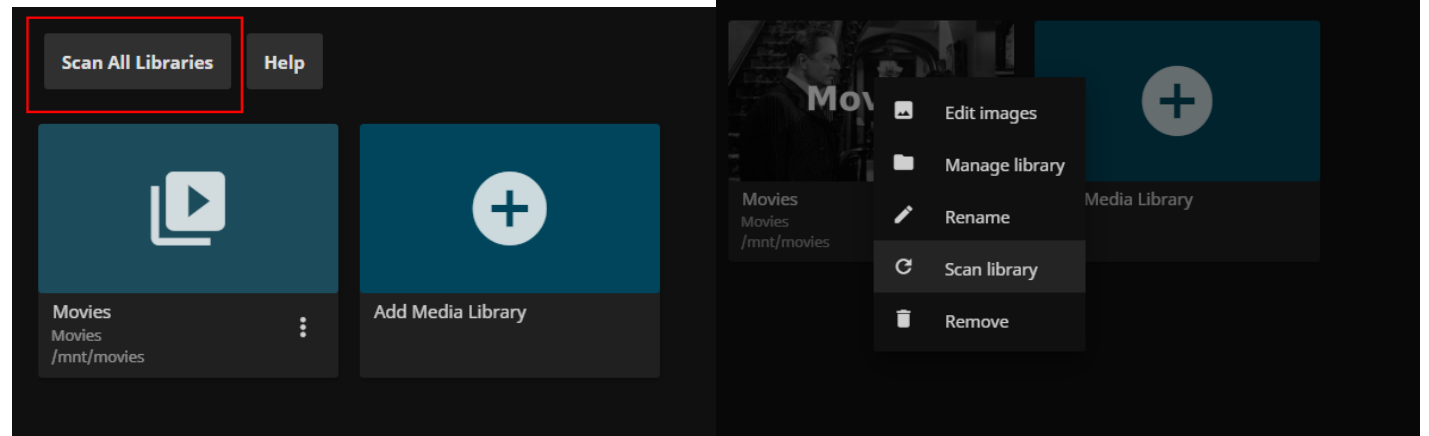 Scan All Libraries
Help
Movies
Movies
/mnt/movies
Add Media Library
Mov
Movies
Movies
/mnt/movies
Media Library
Edit images
Manage library
Rename
Scan library
Remove